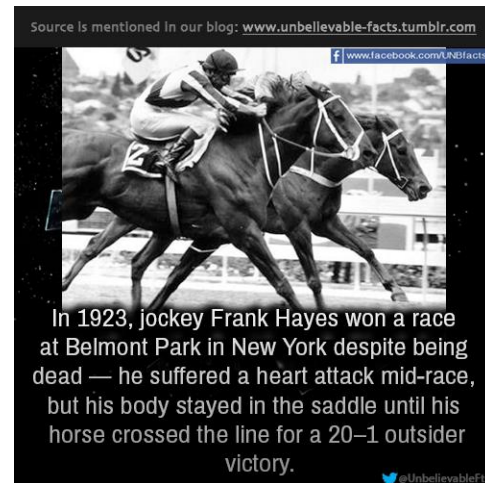 Source is mentioned in our blog: www.unbelievable-facts.tumblr.com
f www.facebook.com/UNBfacts
2
In 1923, jockey Frank Hayes won a race
at Belmont Park in New York despite being
dead — he suffered a heart attack mid-race,
but his body stayed in the saddle until his
horse crossed the line for a 20–1 outsider
victory.
@UnbelievableFt